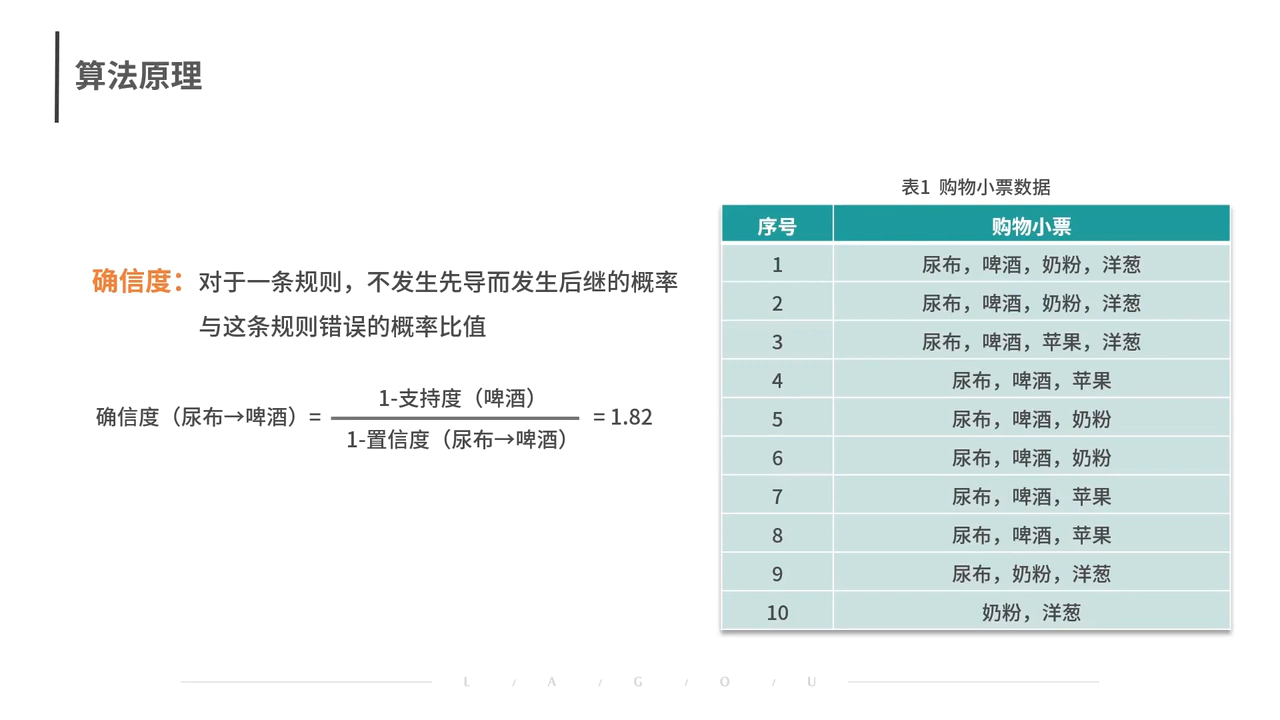 算法原理
确信度：对于一条规则，不发生先导而发生后继的概率
与这条规则错误的概率比值
确信度（尿布→啤酒）= 1-支持度（啤酒） / 1-置信度（尿布→啤酒） = 1.82
表1 购物小票数据
序号 购物小票
1 尿布，啤酒，奶粉，洋葱
2 尿布，啤酒，奶粉，洋葱
3 尿布，啤酒，苹果，洋葱
4 尿布，啤酒，苹果
5 尿布，啤酒，奶粉
6 尿布，啤酒，奶粉
7 尿布，啤酒，苹果
8 尿布，啤酒，苹果
9 尿布，奶粉，洋葱
10 奶粉，洋葱
L / A / G / O / U